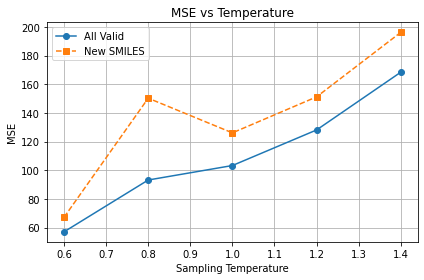 MSE vs Temperature
All Valid
New SMILES
200
180
160
140
120
100
80
60
MSE
0.6 0.7 0.8 0.9 1.0 1.1 1.2 1.3 1.4
Sampling Temperature